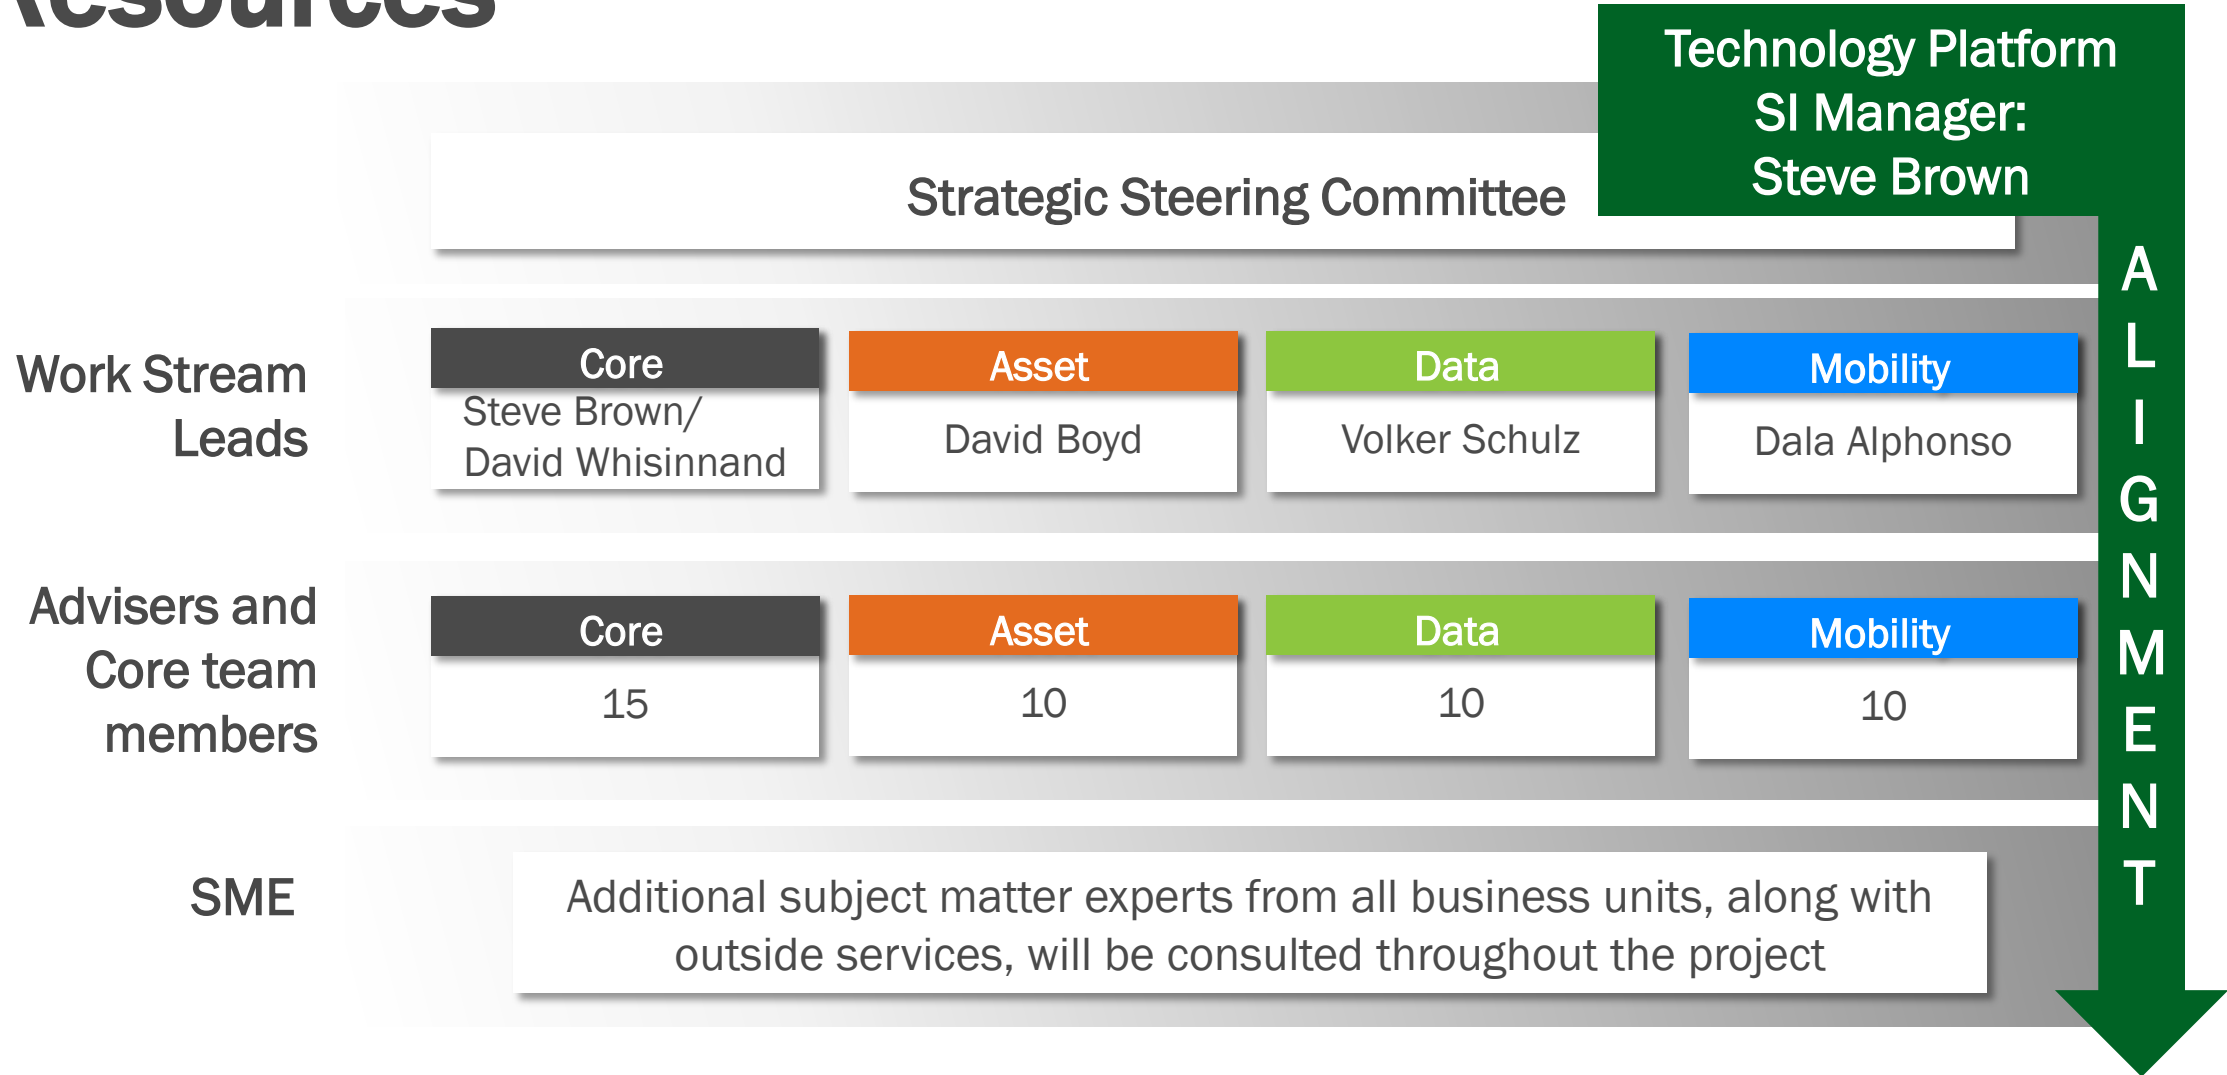 Resources
Technology Platform
SI Manager:
Steve Brown
Strategic Steering Committee
ALIGNMENT
Work Stream
Leads
Core
Steve Brown/
David Whisinnand
Asset
David Boyd
Data
Volker Schulz
Mobility
Dala Alphonso
Advisers and
Core team
members
Core
15
Asset
10
Data
10
Mobility
10
SME
Additional subject matter experts from all business units, along with
outside services, will be consulted throughout the project